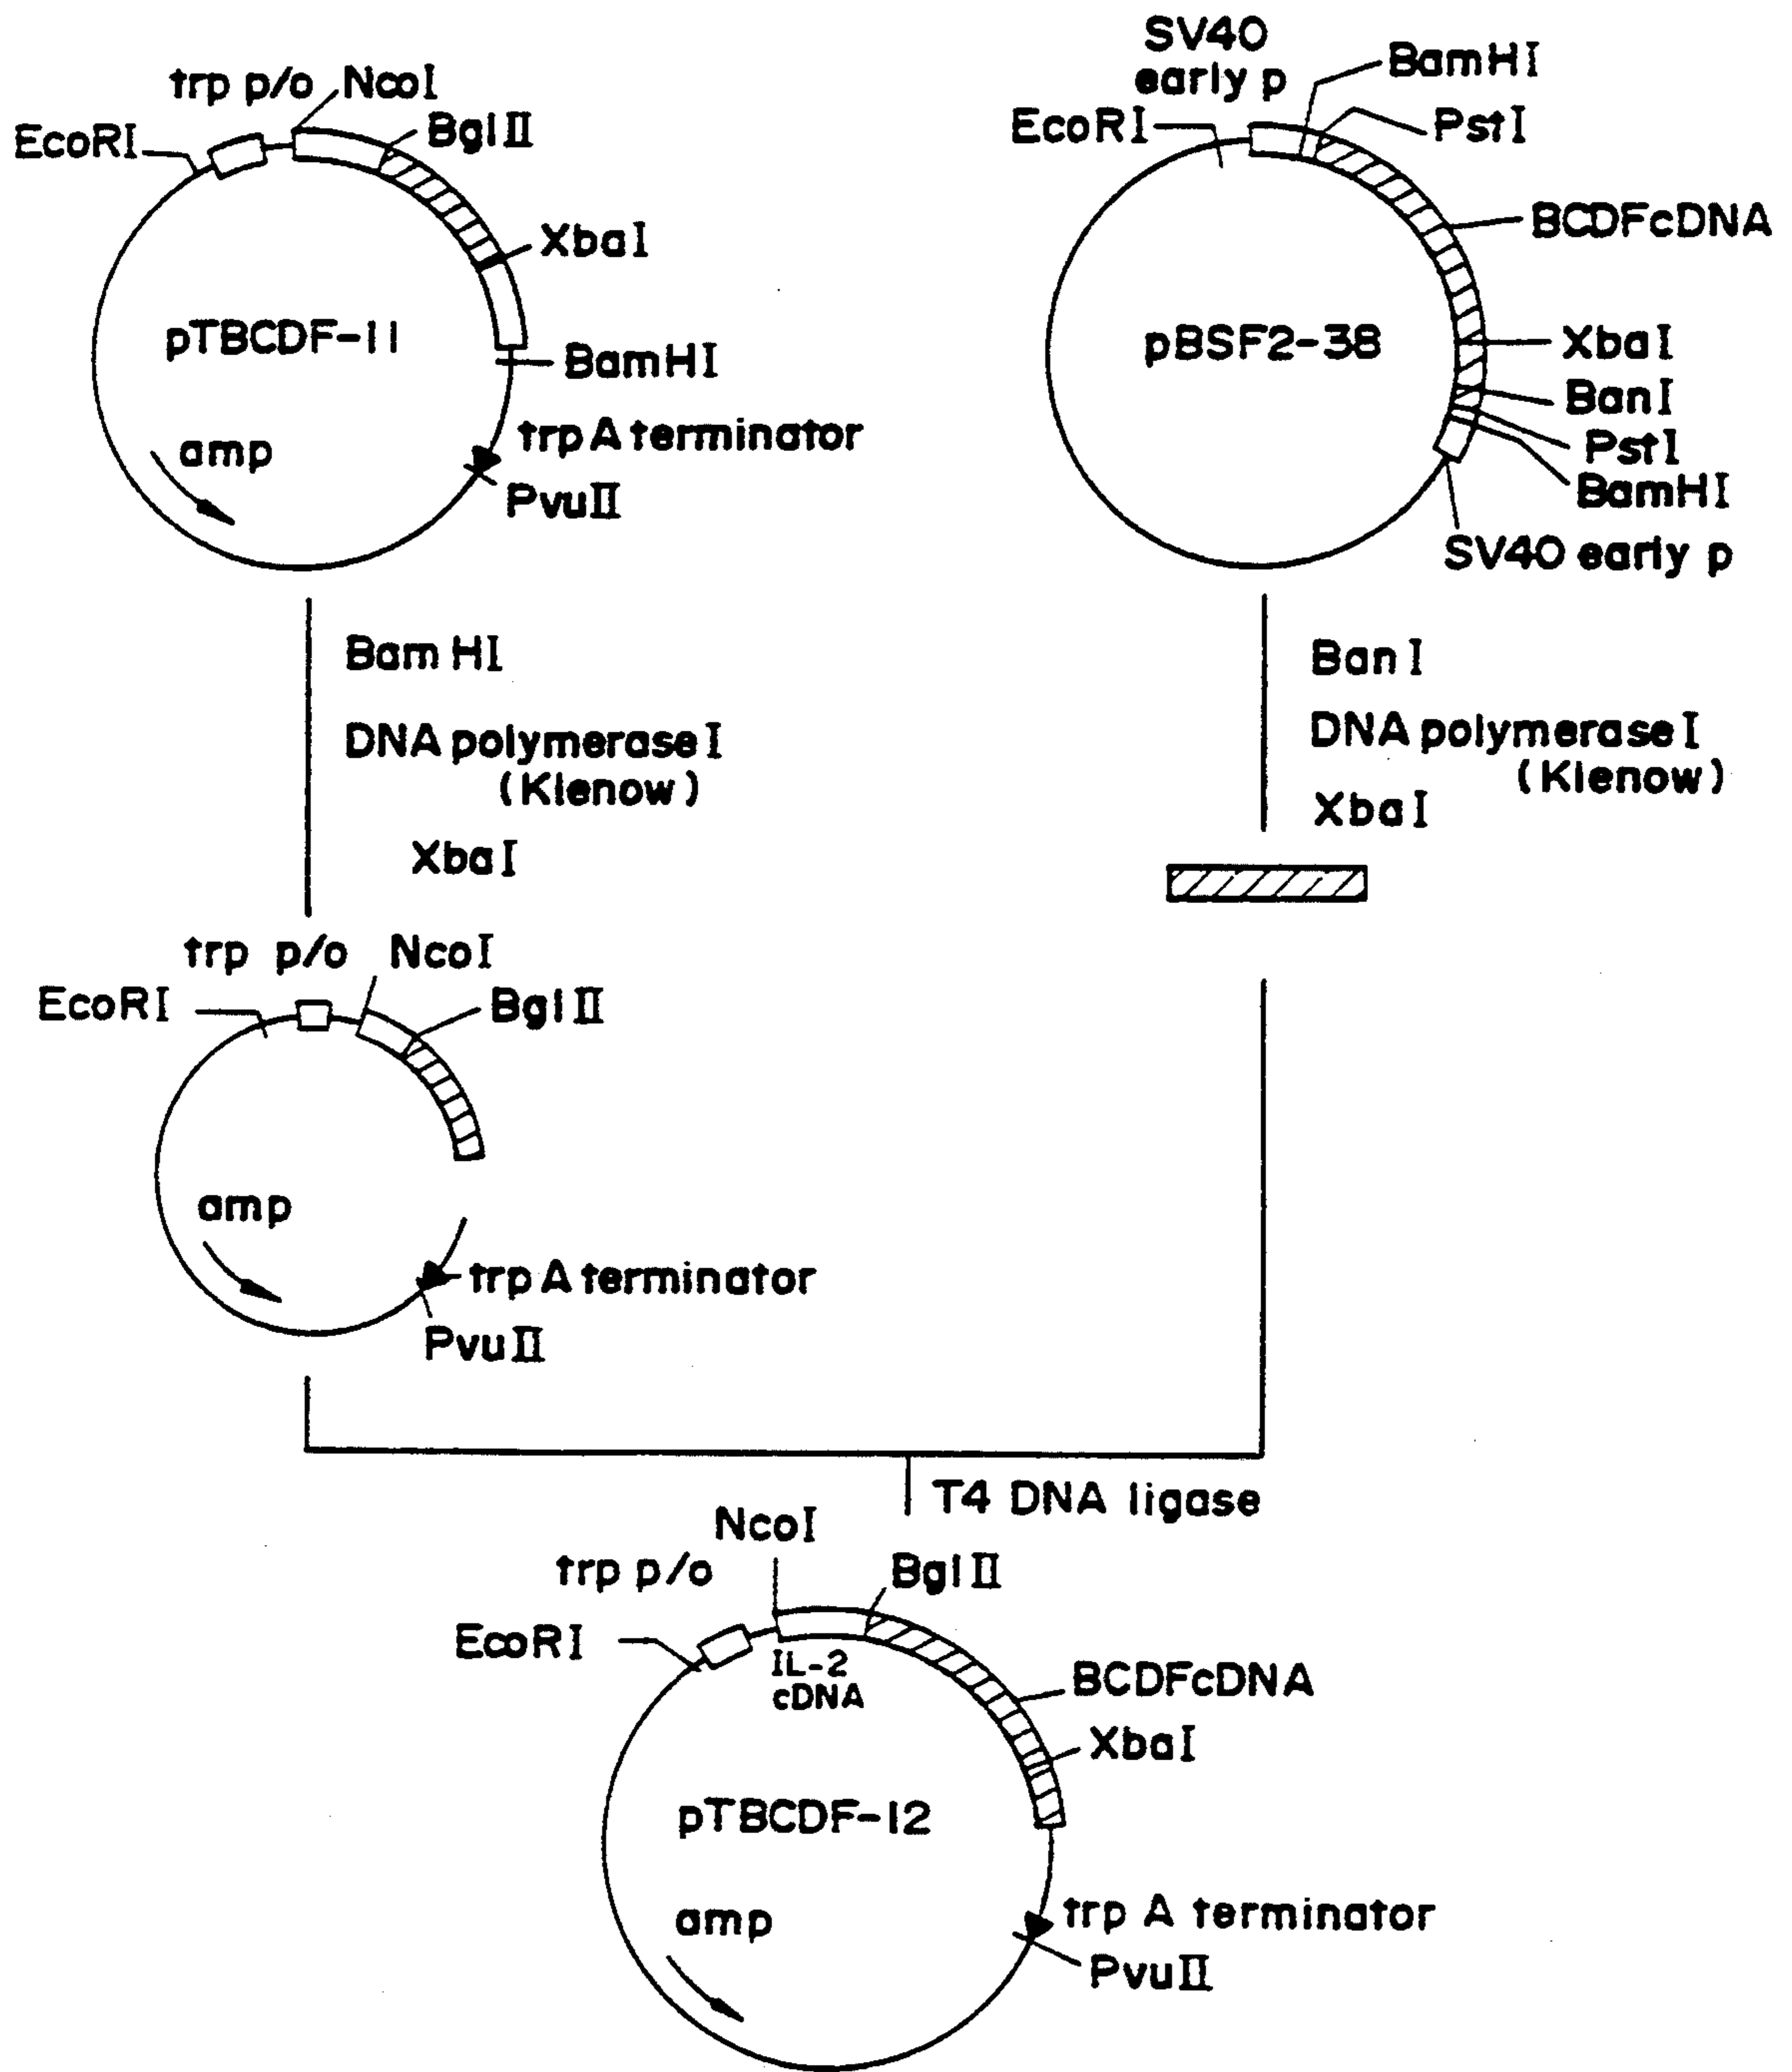 trp p/o
NcoI
EcoRI
BglII
XbaI
pTBCDF-11
BamHI
trp A terminator
amp
PvuII
SV40
early p
BamHI
EcoRI
PstI
BCDFcDNA
pBSF2-38
XbaI
BanI
PstI
BamHI
SV40 early p
Bam HI
DNA polymerase I
(Klenow)
XbaI
Ban I
DNA polymerase I
(Klenow)
XbaI
trp p/o
NcoI
EcoRI
BglII
amp
trp A terminator
PvuII
T4 DNA ligase
NcoI
trp p/o
BglII
EcoRI
IL-2
cDNA
BCDFcDNA
XbaI
pTBCDF-12
amp
trp A terminator
PvuII